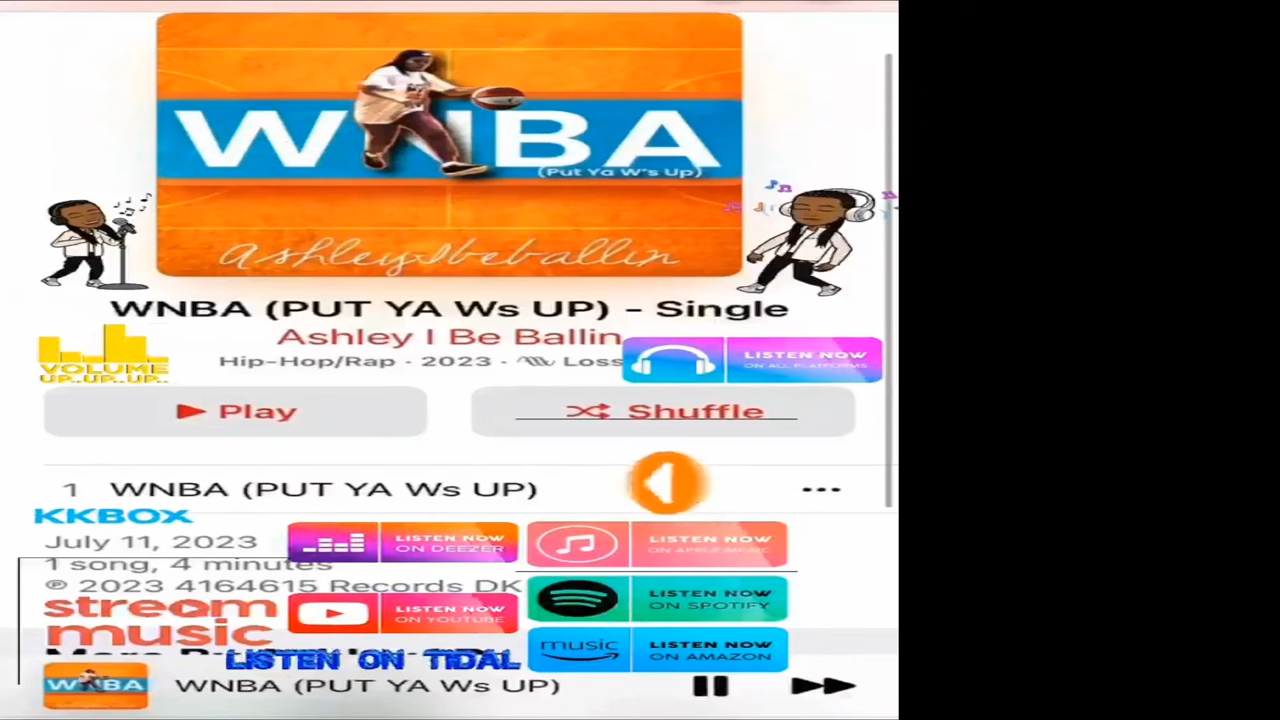 WNBA
(Put Ya W's Up)
AshleyIbeballin
WNBA (PUT YA Ws UP) - Single
Ashley I Be Ballin
Hip-Hop/Rap · 2023 · Loss
LISTEN NOW
ON ALL PLATFORMS
VOLUME
UP..UP..UP..
Play
Shuffle
1 WNBA (PUT YA Ws UP) •••
KKBOX
July 11, 2023
1 song, 4 minutes
℗ 2023 4164615 Records DK
LISTEN NOW
ON DEEZER
LISTEN NOW
ON APPLE MUSIC
stream
music
LISTEN NOW
ON YOUTUBE
LISTEN NOW
ON SPOTIFY
music
LISTEN NOW
ON AMAZON
LISTEN ON TIDAL
WNBA
WNBA (PUT YA Ws UP)